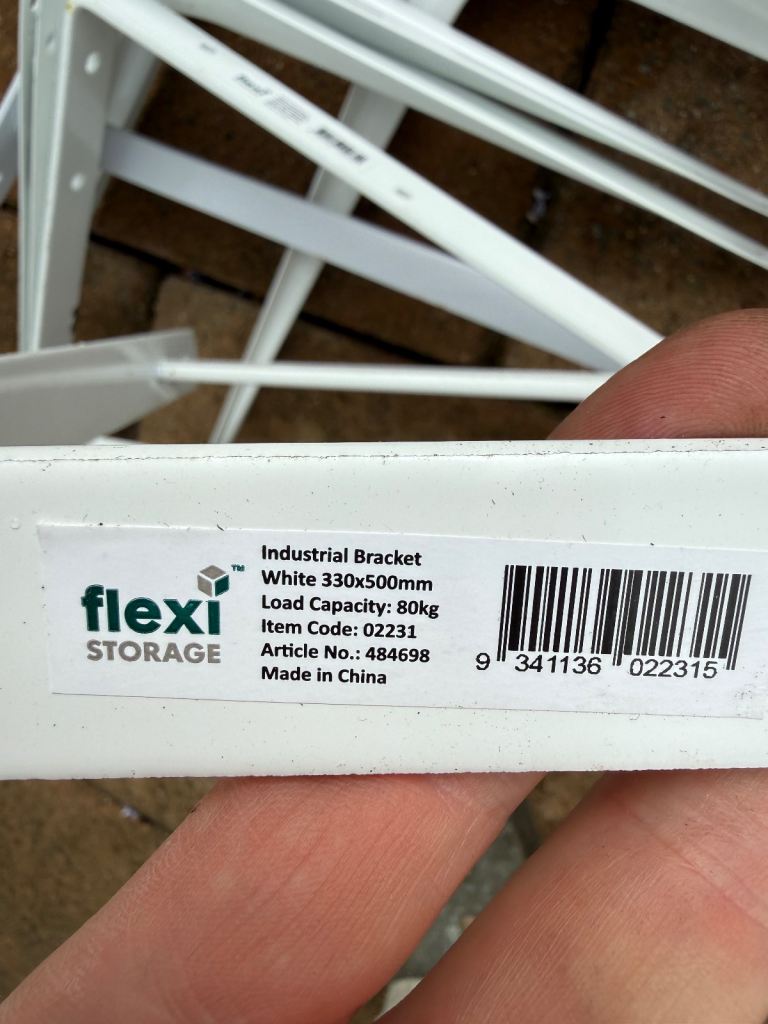 flexi™
STORAGE
Industrial Bracket
White 330x500mm
Load Capacity: 80kg
Item Code: 02231
Article No.: 484698
Made in China
9 341136 022315
flexi